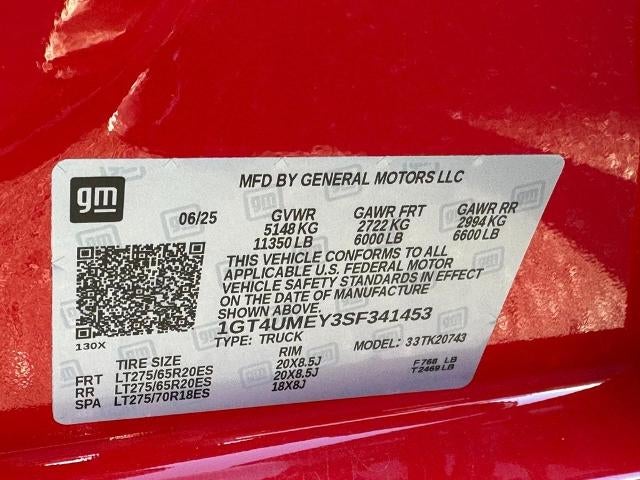 gm
MFD BY GENERAL MOTORS LLC
06/25 GVWR GAWR FRT GAWR RR
5148 KG 2722 KG 2994 KG
11350 LB 6000 LB 6600 LB
THIS VEHICLE CONFORMS TO ALL
APPLICABLE U.S. FEDERAL MOTOR
VEHICLE SAFETY STANDARDS IN EFFECT
ON THE DATE OF MANUFACTURE
SHOWN ABOVE.
1GT4UMEY3SF341453
130X
TYPE: TRUCK MODEL: 33TK20743
TIRE SIZE RIM
FRT LT275/65R20ES 20X8.5J F 768 LB
RR LT275/65R20ES 20X8.5J T 2469 LB
SPA LT275/70R18ES 18X8J